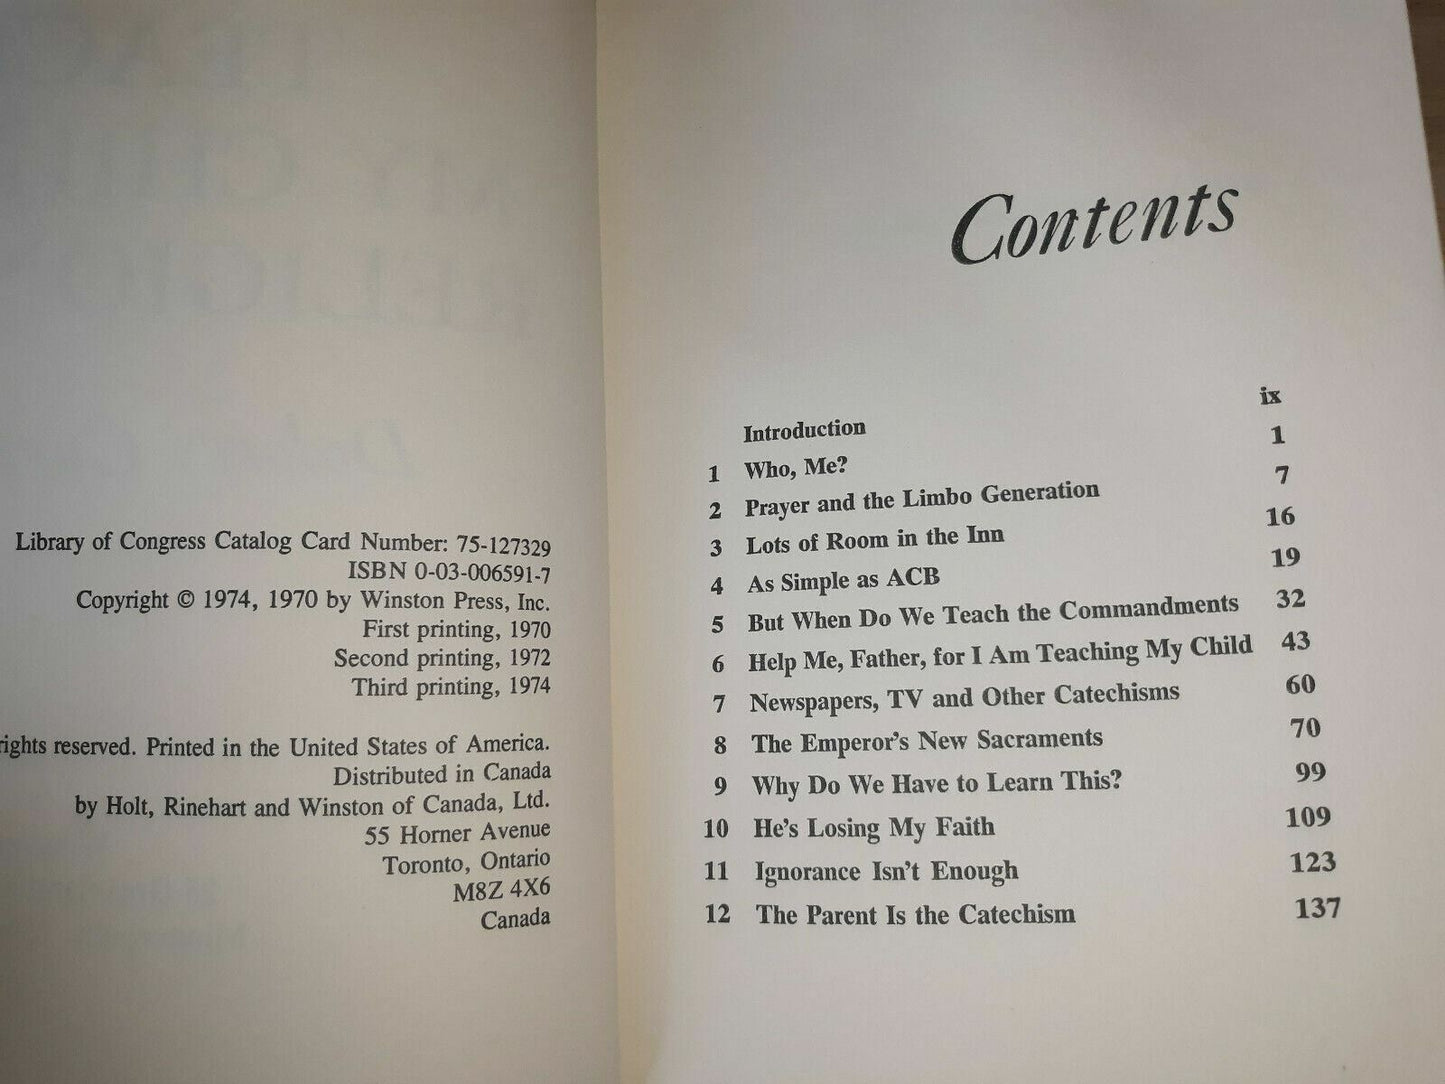 Library of Congress Catalog Card Number: 75-127329
ISBN 0-03-006591-7
Copyright © 1974, 1970 by Winston Press, Inc.
First printing, 1970
Second printing, 1972
Third printing, 1974
rights reserved. Printed in the United States of America.
Distributed in Canada
by Holt, Rinehart and Winston of Canada, Ltd.
55 Horner Avenue
Toronto, Ontario
M8Z 4X6
Canada
Contents
Introduction ix
1 Who, Me? 1
2 Prayer and the Limbo Generation 7
3 Lots of Room in the Inn 16
4 As Simple as ACB 19
5 But When Do We Teach the Commandments 32
6 Help Me, Father, for I Am Teaching My Child 43
7 Newspapers, TV and Other Catechisms 60
8 The Emperor's New Sacraments 70
9 Why Do We Have to Learn This? 99
10 He's Losing My Faith 109
11 Ignorance Isn't Enough 123
12 The Parent Is the Catechism 137